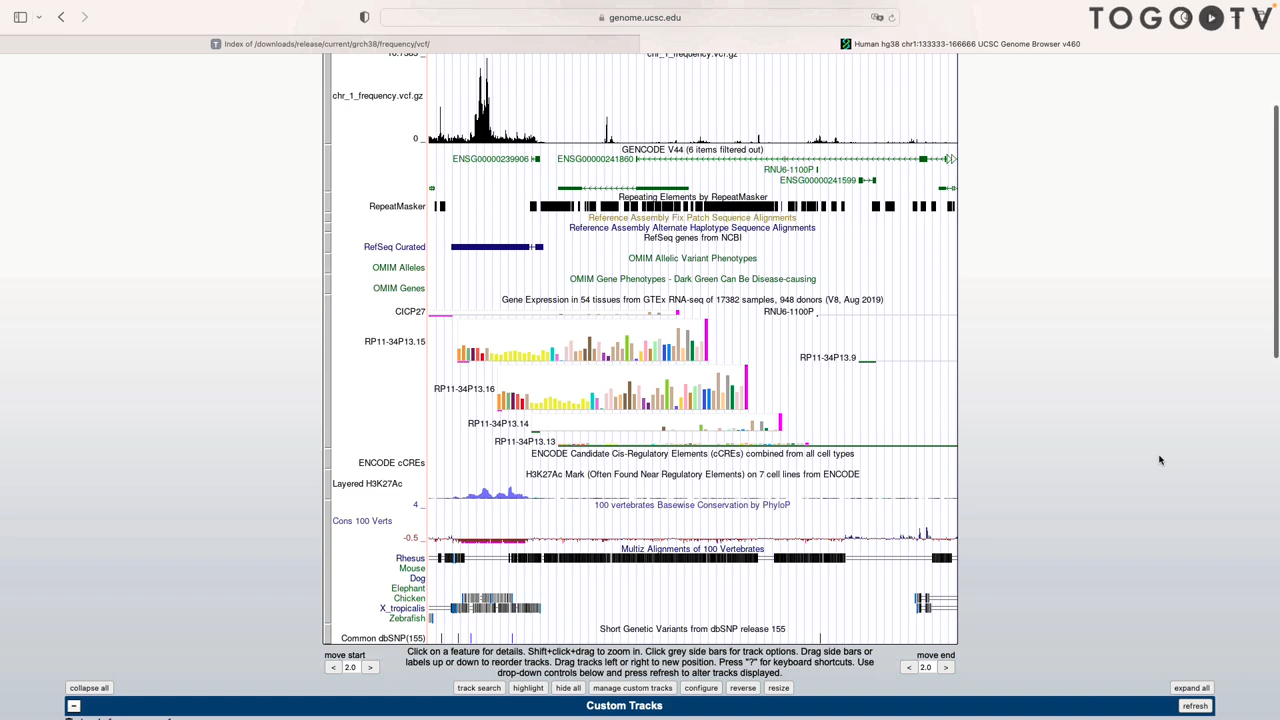 genome.ucsc.edu
TOGOTV
Index of /downloads/release/current/grch38/frequency/vcf/
Human hg38 chr1:133333-166666 UCSC Genome Browser v460
chr_1_frequency.vcf.gz
chr_1_frequency.vcf.gz
0 _
GENCODE V44 (6 items filtered out)
ENSG00000239906
ENSG00000241860
RNU6-1100P
ENSG00000241599
Repeating Elements by RepeatMasker
RepeatMasker
Reference Assembly Fix Patch Sequence Alignments
Reference Assembly Alternate Haplotype Sequence Alignments
RefSeq genes from NCBI
RefSeq Curated
OMIM Allelic Variant Phenotypes
OMIM Alleles
OMIM Gene Phenotypes - Dark Green Can Be Disease-causing
OMIM Genes
Gene Expression in 54 tissues from GTEx RNA-seq of 17382 samples, 948 donors (V8, Aug 2019)
CICP27
RNU6-1100P
RP11-34P13.15
RP11-34P13.9
RP11-34P13.16
RP11-34P13.14
RP11-34P13.13
ENCODE Candidate Cis-Regulatory Elements (cCREs) combined from all cell types
ENCODE cCREs
H3K27Ac Mark (Often Found Near Regulatory Elements) on 7 cell lines from ENCODE
Layered H3K27Ac
100 vertebrates Basewise Conservation by PhyloP
4 _
Cons 100 Verts
-0.5 _
Multiz Alignments of 100 Vertebrates
Rhesus
Mouse
Dog
Elephant
Chicken
X_tropicalis
Zebrafish
Short Genetic Variants from dbSNP release 155
Common dbSNP(155)
move start
< 2.0 >
Click on a feature for details. Shift+click+drag to zoom in. Click grey side bars for track options. Drag side bars or
labels up or down to reorder tracks. Drag tracks left or right to new position. Press "?" for keyboard shortcuts. Use
drop-down controls below and press refresh to alter tracks displayed.
move end
< 2.0 >
collapse all
track search
highlight
hide all
manage custom tracks
configure
reverse
resize
expand all
Custom Tracks
refresh